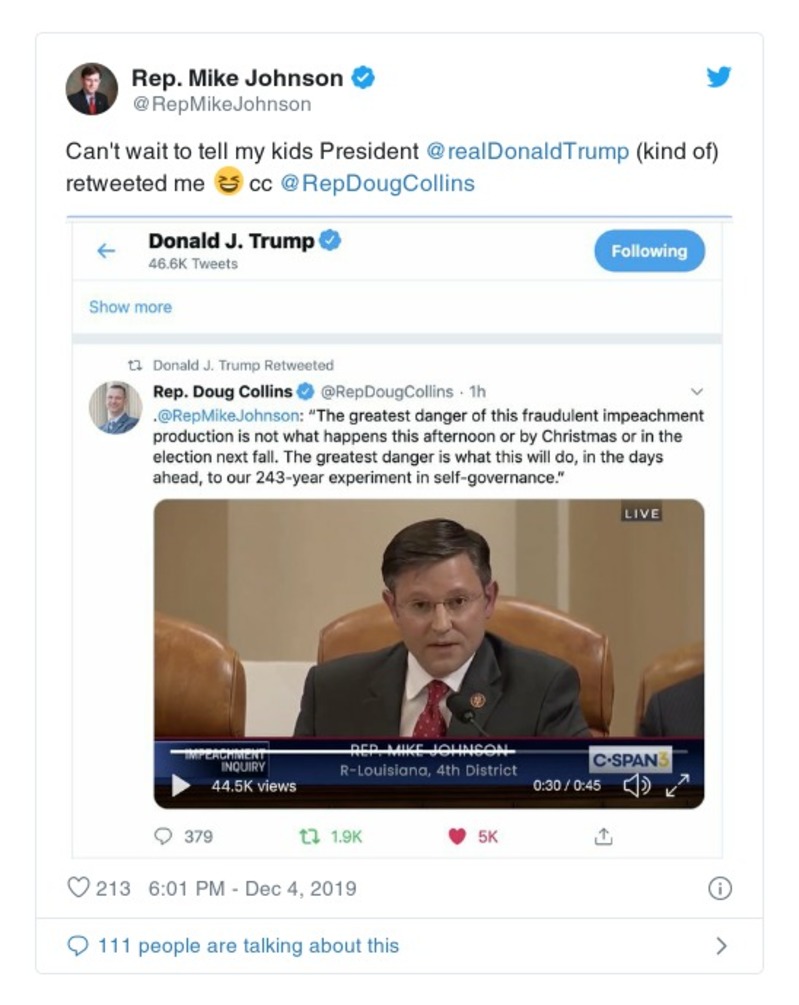 Rep. Mike Johnson
@RepMikeJohnson
Can't wait to tell my kids President @realDonaldTrump (kind of)
retweeted me 😆 cc @RepDougCollins
Donald J. Trump
46.6K Tweets
Following
Show more
Donald J. Trump Retweeted
Rep. Doug Collins @RepDougCollins · 1h
.@RepMikeJohnson: “The greatest danger of this fraudulent impeachment
production is not what happens this afternoon or by Christmas or in the
election next fall. The greatest danger is what this will do, in the days
ahead, to our 243-year experiment in self-governance.”
LIVE
IMPEACHMENT
INQUIRY
REP. MIKE JOHNSON
R-Louisiana, 4th District
C-SPAN3
44.5K views
0:30 / 0:45
379
1.9K
5K
213 6:01 PM - Dec 4, 2019
111 people are talking about this